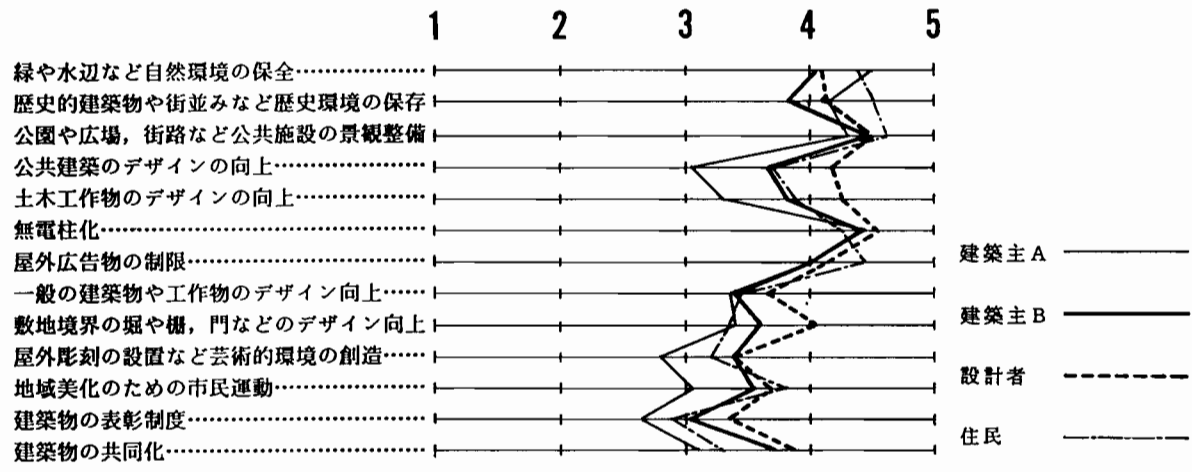 1 2 3 4 5
緑や水辺など自然環境の保全………………
歴史的建築物や街並みなど歴史環境の保存
公園や広場，街路など公共施設の景観整備
公共建築のデザインの向上…………………
土木工作物のデザインの向上………………
無電柱化………………………………………
屋外広告物の制限……………………………
一般の建築物や工作物のデザイン向上……
敷地境界の堀や棚，門などのデザイン向上
屋外彫刻の設置など芸術的環境の創造……
地域美化のための市民運動…………………
建築物の表彰制度……………………………
建築物の共同化………………………………
建築主A
建築主B
設計者
住民